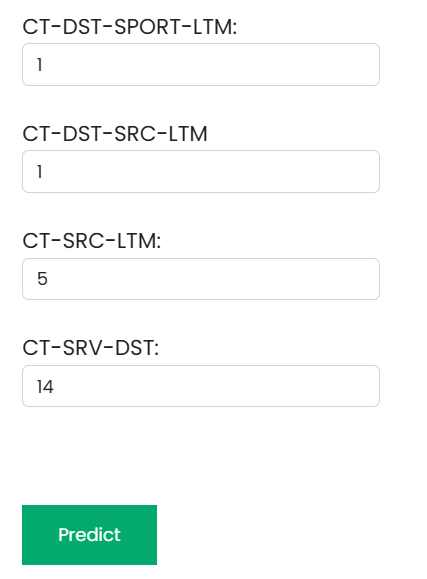 CT-DST-SPORT-LTM:
1
CT-DST-SRC-LTM
1
CT-SRC-LTM:
5
CT-SRV-DST:
14
Predict